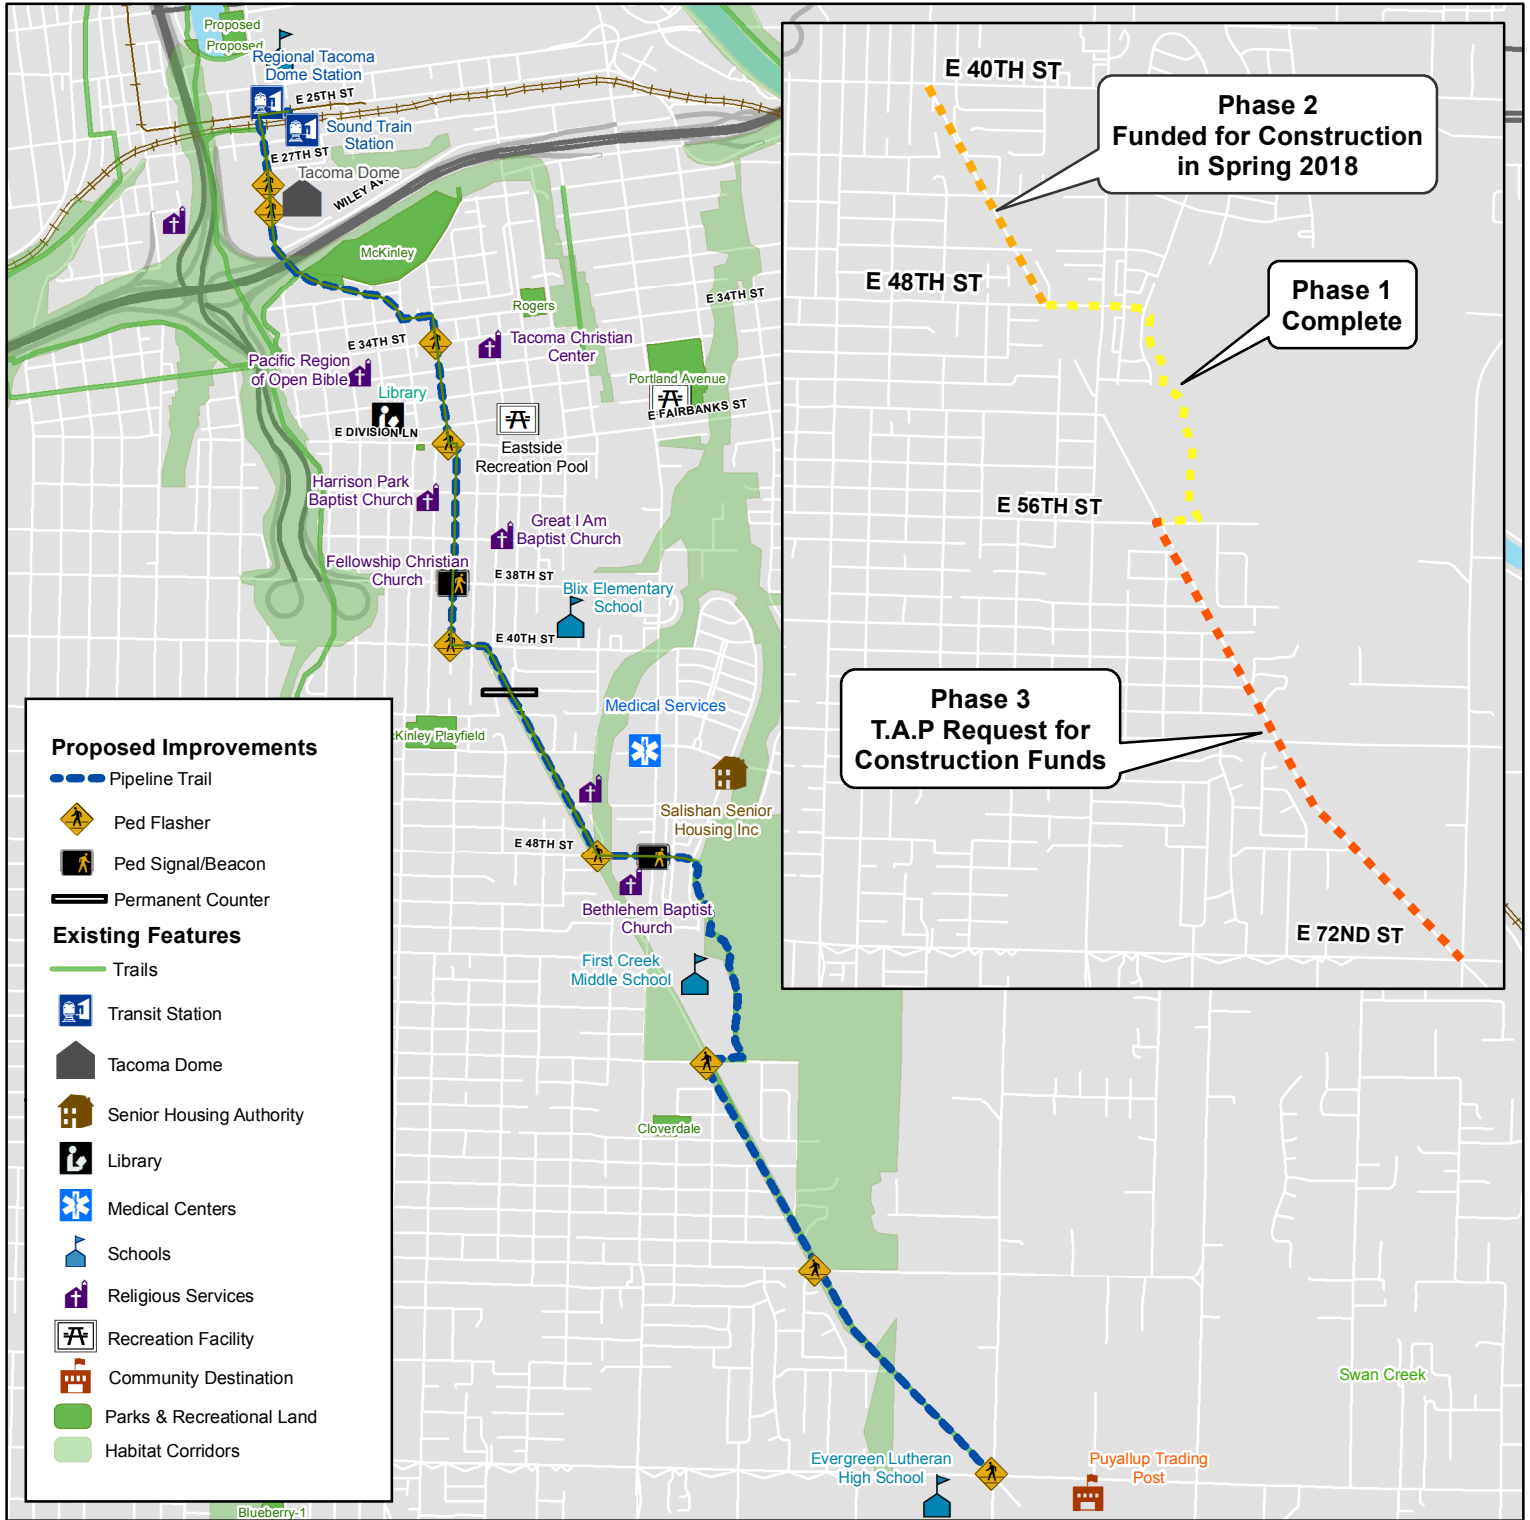 Proposed
Proposed
Regional Tacoma
Dome Station
E 25TH ST
Sound Train
Station
E 27TH ST
Tacoma Dome
WILEY AV
McKinley
Rogers
E 34TH ST
E 34TH ST
Tacoma Christian
Center
Pacific Region
of Open Bible
Portland Avenue
Library
E FAIRBANKS ST
E DIVISION LN
Eastside
Recreation Pool
Harrison Park
Baptist Church
Great I Am
Baptist Church
Fellowship Christian
Church
E 38TH ST
Blix Elementary
School
E 40TH ST
Medical Services
cKinley Playfield
Salishan Senior
Housing Inc
E 48TH ST
Bethlehem Baptist
Church
First Creek
Middle School
Cloverdale
Swan Creek
Evergreen Lutheran
High School
Puyallup Trading
Post
Blueberry-1
E 40TH ST
Phase 2
Funded for Construction
in Spring 2018
E 48TH ST
Phase 1
Complete
E 56TH ST
Phase 3
T.A.P Request for
Construction Funds
E 72ND ST
Proposed Improvements
Pipeline Trail
Ped Flasher
Ped Signal/Beacon
Permanent Counter
Existing Features
Trails
Transit Station
Tacoma Dome
Senior Housing Authority
Library
Medical Centers
Schools
Religious Services
Recreation Facility
Community Destination
Parks & Recreational Land
Habitat Corridors